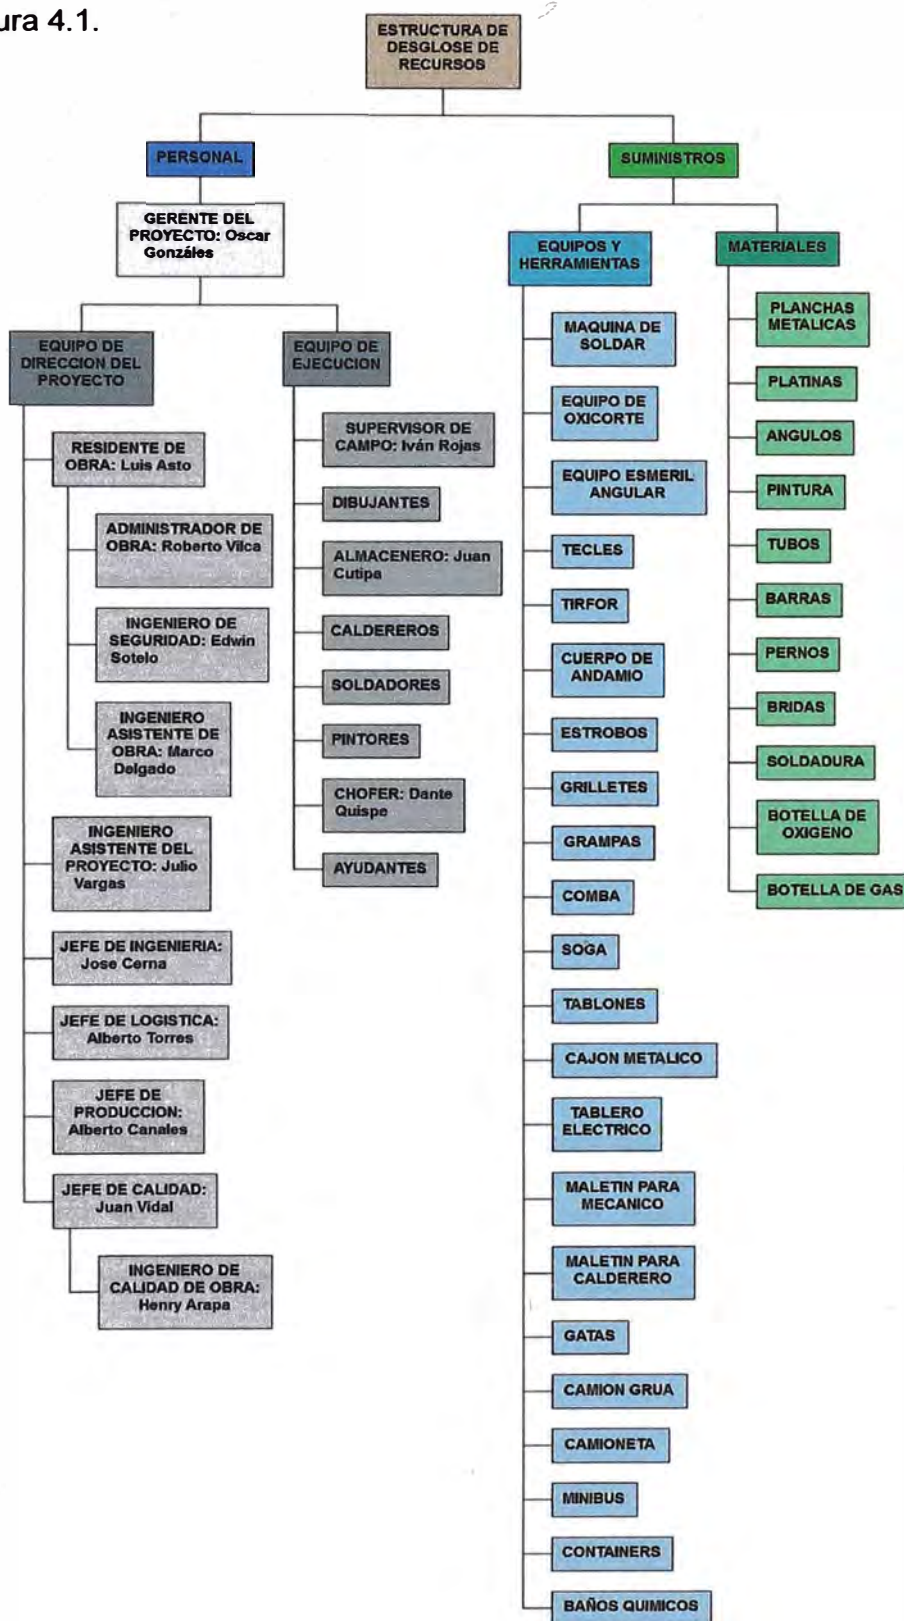 ura 4.1.
ESTRUCTURA DE
DESGLOSE DE
RECURSOS
PERSONAL
GERENTE DEL
PROYECTO: Oscar
Gonzáles
EQUIPO DE
DIRECCION DEL
PROYECTO
RESIDENTE DE
OBRA: Luis Asto
ADMINISTRADOR DE
OBRA: Roberto Vilca
INGENIERO DE
SEGURIDAD: Edwin
Sotelo
INGENIERO
ASISTENTE DE
OBRA: Marco
Delgado
INGENIERO
ASISTENTE DEL
PROYECTO: Julio
Vargas
JEFE DE INGENIERIA:
Jose Cerna
JEFE DE LOGISTICA:
Alberto Torres
JEFE DE
PRODUCCION:
Alberto Canales
JEFE DE CALIDAD:
Juan Vidal
INGENIERO DE
CALIDAD DE OBRA:
Henry Arapa
EQUIPO DE
EJECUCION
SUPERVISOR DE
CAMPO: Iván Rojas
DIBUJANTES
ALMACENERO: Juan
Cutipa
CALDEREROS
SOLDADORES
PINTORES
CHOFER: Dante
Quispe
AYUDANTES
SUMINISTROS
EQUIPOS Y
HERRAMIENTAS
MAQUINA DE
SOLDAR
EQUIPO DE
OXICORTE
EQUIPO ESMERIL
ANGULAR
TECLES
TIRFOR
CUERPO DE
ANDAMIO
ESTROBOS
GRILLETES
GRAMPAS
COMBA
SOGA
TABLONES
CAJON METALICO
TABLERO
ELECTRICO
MALETIN PARA
MECANICO
MALETIN PARA
CALDERERO
GATAS
CAMION GRUA
CAMIONETA
MINIBUS
CONTAINERS
BAÑOS QUIMICOS
MATERIALES
PLANCHAS
METALICAS
PLATINAS
ANGULOS
PINTURA
TUBOS
BARRAS
PERNOS
BRIDAS
SOLDADURA
BOTELLA DE
OXIGENO
BOTELLA DE GAS